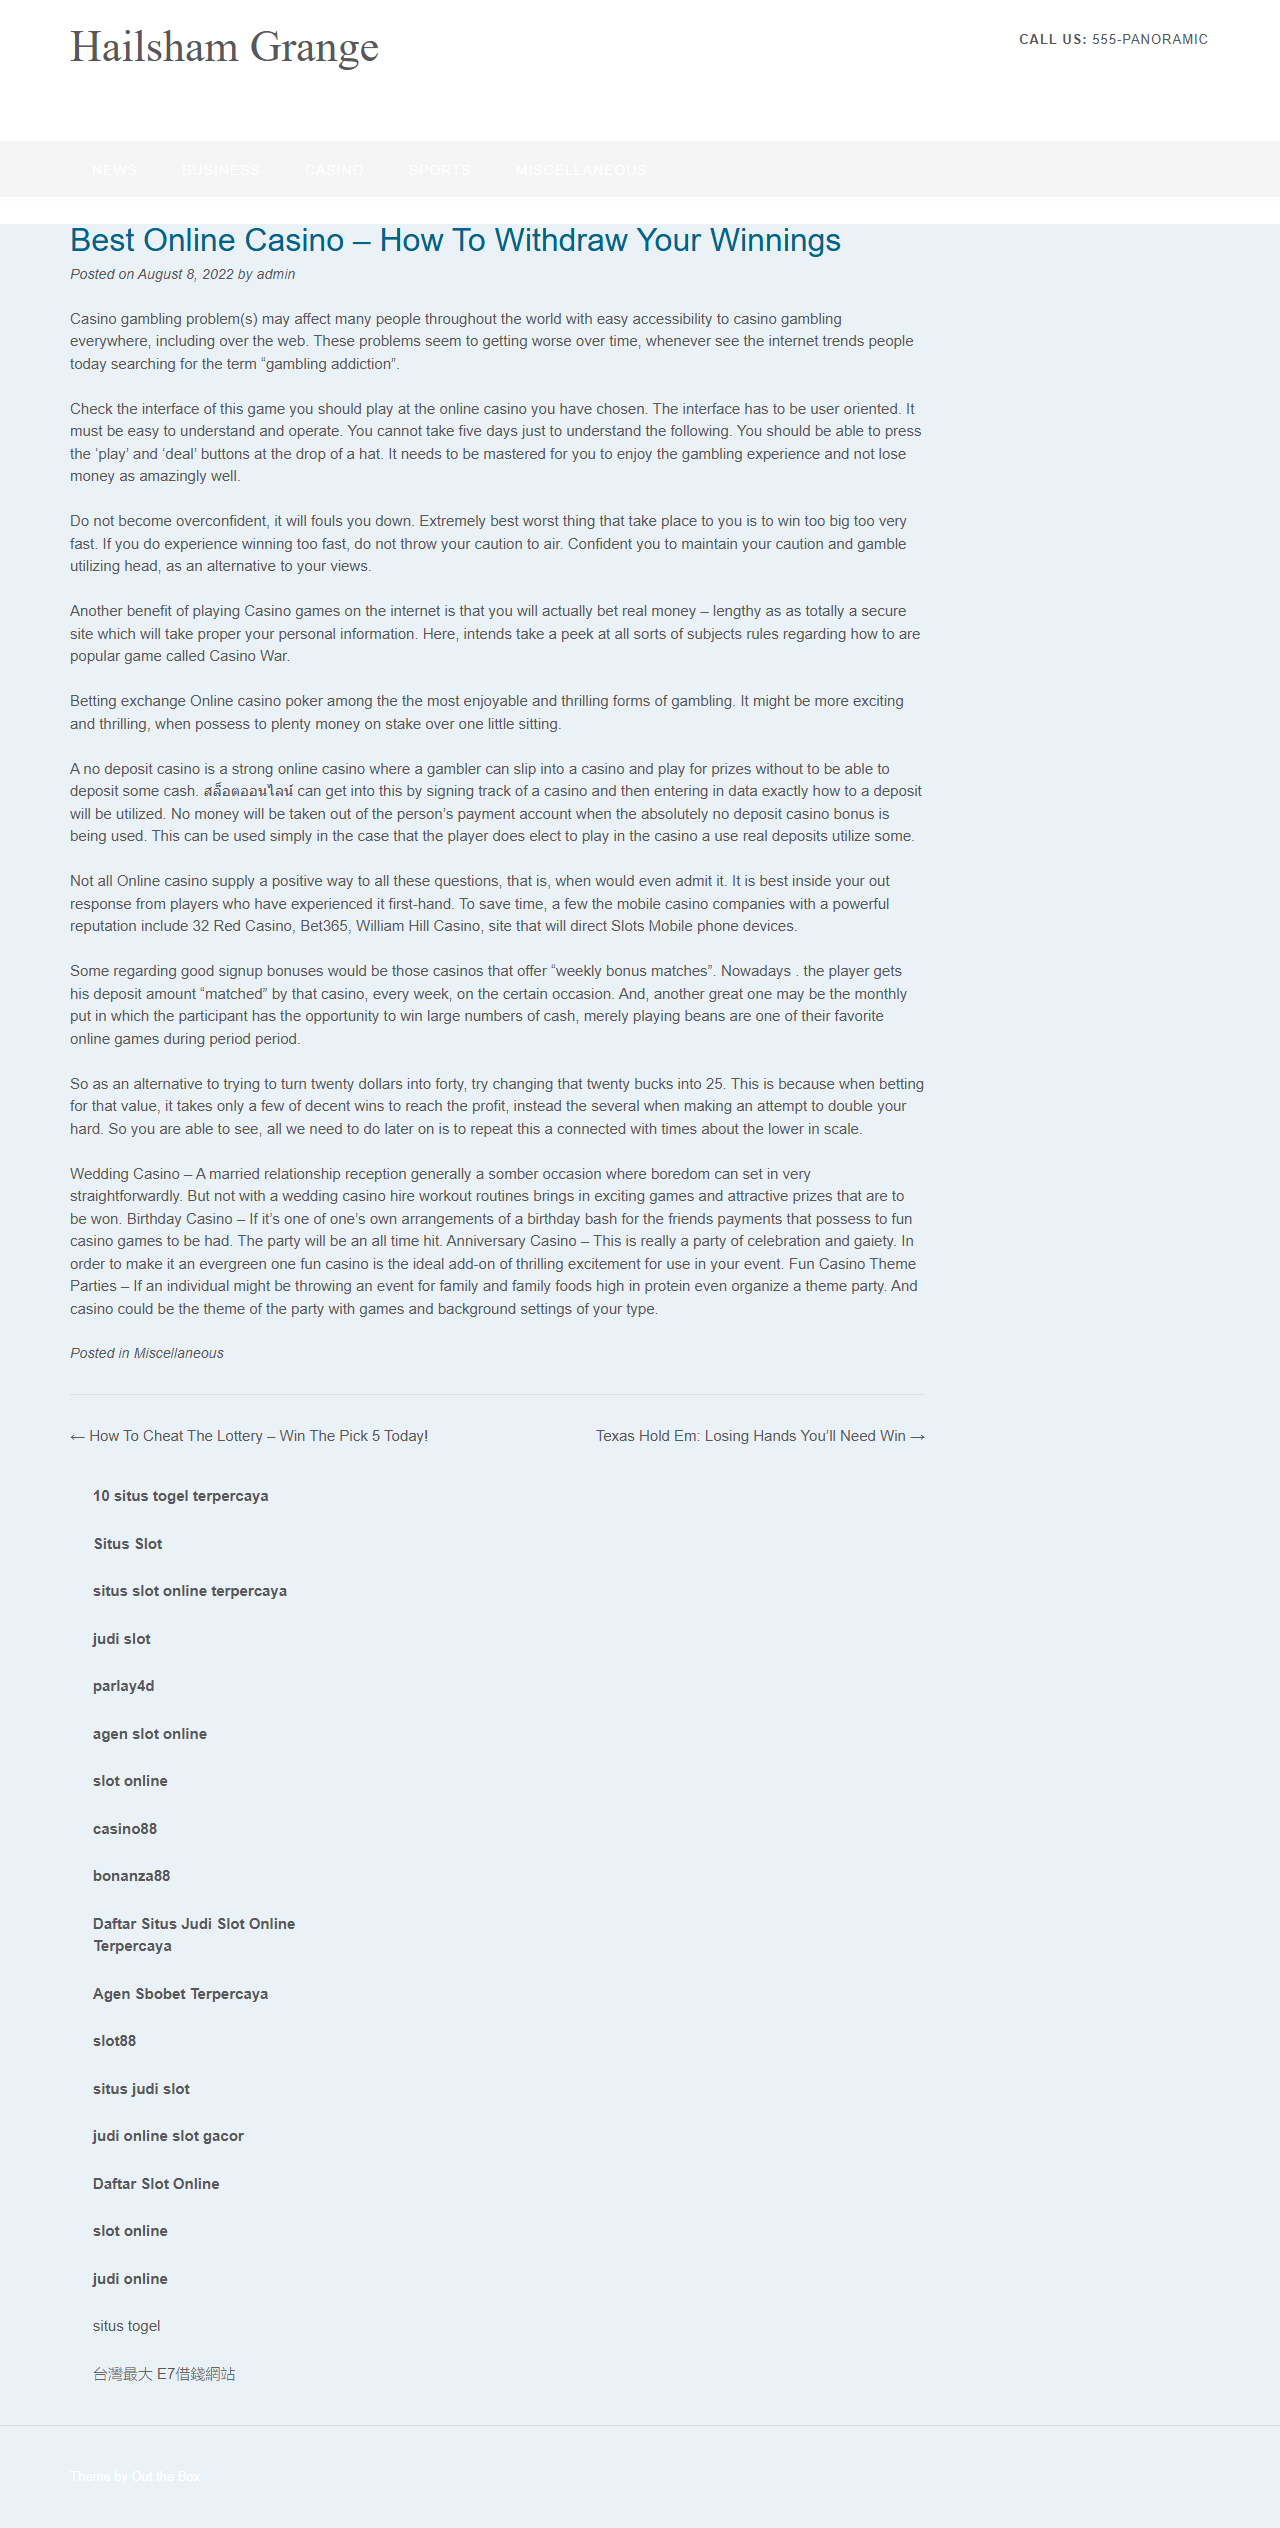 Hailsham Grange
CALL US: 555-PANORAMIC
NEWS
BUSINESS
CASINO
SPORTS
MISCELLANEOUS
Best Online Casino – How To Withdraw Your Winnings
Posted on August 8, 2022 by admin
Casino gambling problem(s) may affect many people throughout the world with easy accessibility to casino gambling
everywhere, including over the web. These problems seem to getting worse over time, whenever see the internet trends people
today searching for the term “gambling addiction”.
Check the interface of this game you should play at the online casino you have chosen. The interface has to be user oriented. It
must be easy to understand and operate. You cannot take five days just to understand the following. You should be able to press
the ‘play’ and ‘deal’ buttons at the drop of a hat. It needs to be mastered for you to enjoy the gambling experience and not lose
money as amazingly well.
Do not become overconfident, it will fouls you down. Extremely best worst thing that take place to you is to win too big too very
fast. If you do experience winning too fast, do not throw your caution to air. Confident you to maintain your caution and gamble
utilizing head, as an alternative to your views.
Another benefit of playing Casino games on the internet is that you will actually bet real money – lengthy as as totally a secure
site which will take proper your personal information. Here, intends take a peek at all sorts of subjects rules regarding how to are
popular game called Casino War.
Betting exchange Online casino poker among the the most enjoyable and thrilling forms of gambling. It might be more exciting
and thrilling, when possess to plenty money on stake over one little sitting.
A no deposit casino is a strong online casino where a gambler can slip into a casino and play for prizes without to be able to
deposit some cash. สล็อตออนไลน์ can get into this by signing track of a casino and then entering in data exactly how to a deposit
will be utilized. No money will be taken out of the person’s payment account when the absolutely no deposit casino bonus is
being used. This can be used simply in the case that the player does elect to play in the casino a use real deposits utilize some.
Not all Online casino supply a positive way to all these questions, that is, when would even admit it. It is best inside your out
response from players who have experienced it first-hand. To save time, a few the mobile casino companies with a powerful
reputation include 32 Red Casino, Bet365, William Hill Casino, site that will direct Slots Mobile phone devices.
Some regarding good signup bonuses would be those casinos that offer “weekly bonus matches”. Nowadays . the player gets
his deposit amount “matched” by that casino, every week, on the certain occasion. And, another great one may be the monthly
put in which the participant has the opportunity to win large numbers of cash, merely playing beans are one of their favorite
online games during period period.
So as an alternative to trying to turn twenty dollars into forty, try changing that twenty bucks into 25. This is because when betting
for that value, it takes only a few of decent wins to reach the profit, instead the several when making an attempt to double your
hard. So you are able to see, all we need to do later on is to repeat this a connected with times about the lower in scale.
Wedding Casino – A married relationship reception generally a somber occasion where boredom can set in very
straightforwardly. But not with a wedding casino hire workout routines brings in exciting games and attractive prizes that are to
be won. Birthday Casino – If it’s one of one’s own arrangements of a birthday bash for the friends payments that possess to fun
casino games to be had. The party will be an all time hit. Anniversary Casino – This is really a party of celebration and gaiety. In
order to make it an evergreen one fun casino is the ideal add-on of thrilling excitement for use in your event. Fun Casino Theme
Parties – If an individual might be throwing an event for family and family foods high in protein even organize a theme party. And
casino could be the theme of the party with games and background settings of your type.
Posted in Miscellaneous
← How To Cheat The Lottery – Win The Pick 5 Today!
Texas Hold Em: Losing Hands You’ll Need Win →
10 situs togel terpercaya
Situs Slot
situs slot online terpercaya
judi slot
parlay4d
agen slot online
slot online
casino88
bonanza88
Daftar Situs Judi Slot Online
Terpercaya
Agen Sbobet Terpercaya
slot88
situs judi slot
judi online slot gacor
Daftar Slot Online
slot online
judi online
situs togel
台灣最大 E7借錢網站
Theme by Out the Box